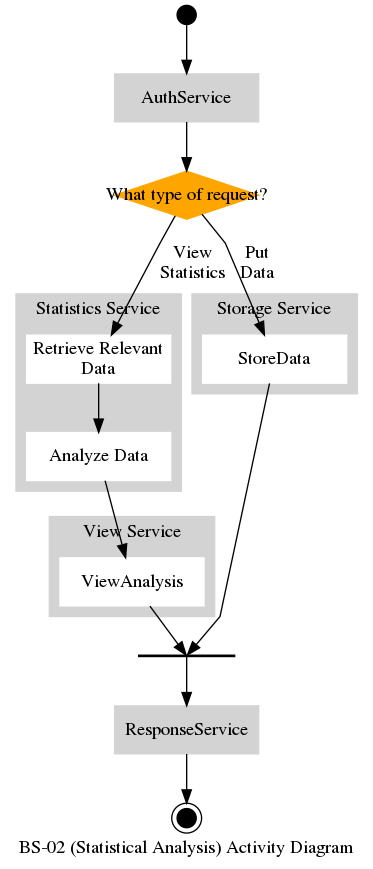 AuthService
What type of request?
View
Statistics
Put
Data
Statistics Service
Retrieve Relevant
Data
Analyze Data
Storage Service
StoreData
View Service
ViewAnalysis
ResponseService
BS-02 (Statistical Analysis) Activity Diagram